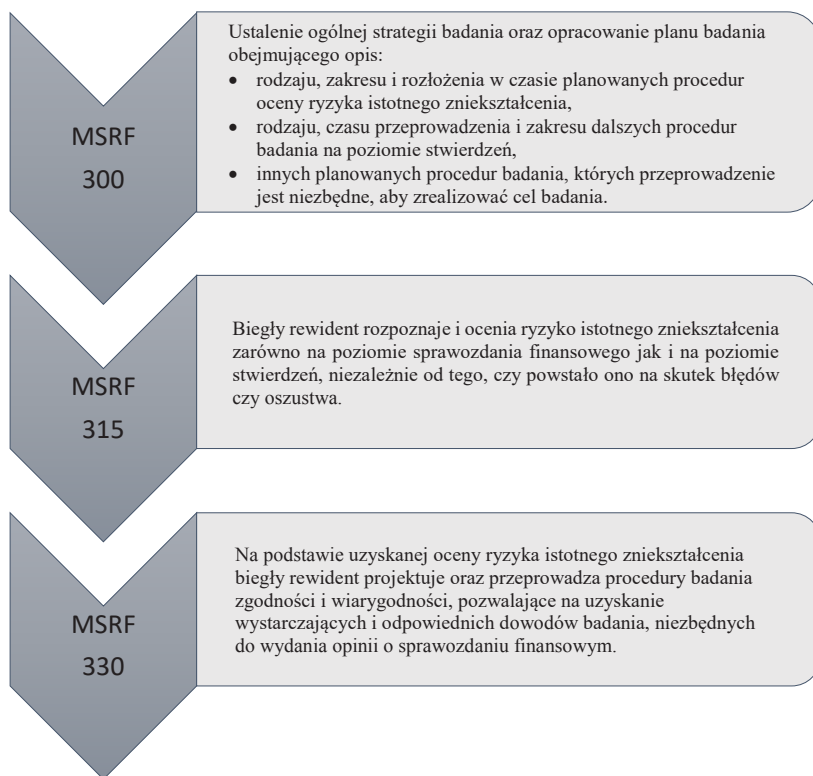 MSRF
300
Ustalenie ogólnej strategii badania oraz opracowanie planu badania
obejmującego opis:
• rodzaju, zakresu i rozłożenia w czasie planowanych procedur
oceny ryzyka istotnego zniekształcenia,
• rodzaju, czasu przeprowadzenia i zakresu dalszych procedur
badania na poziomie stwierdzeń,
• innych planowanych procedur badania, których przeprowadzenie
jest niezbędne, aby zrealizować cel badania.
MSRF
315
Biegły rewident rozpoznaje i ocenia ryzyko istotnego zniekształcenia
zarówno na poziomie sprawozdania finansowego jak i na poziomie
stwierdzeń, niezależnie od tego, czy powstało ono na skutek błędów
czy oszustwa.
MSRF
330
Na podstawie uzyskanej oceny ryzyka istotnego zniekształcenia
biegły rewident projektuje oraz przeprowadza procedury badania
zgodności i wiarygodności, pozwalające na uzyskanie
wystarczających i odpowiednich dowodów badania, niezbędnych
do wydania opinii o sprawozdaniu finansowym.